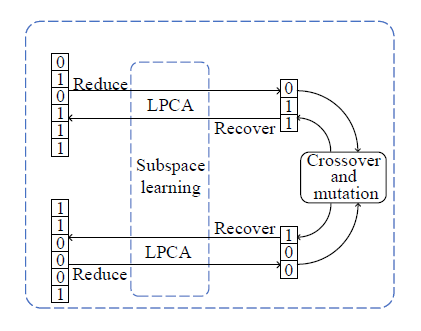 0
1
0
1
1
1
Reduce
LPCA
Recover
0
1
1
Subspace
learning
Crossover
and
mutation
1
1
0
0
0
1
Recover
LPCA
Reduce
1
0
0